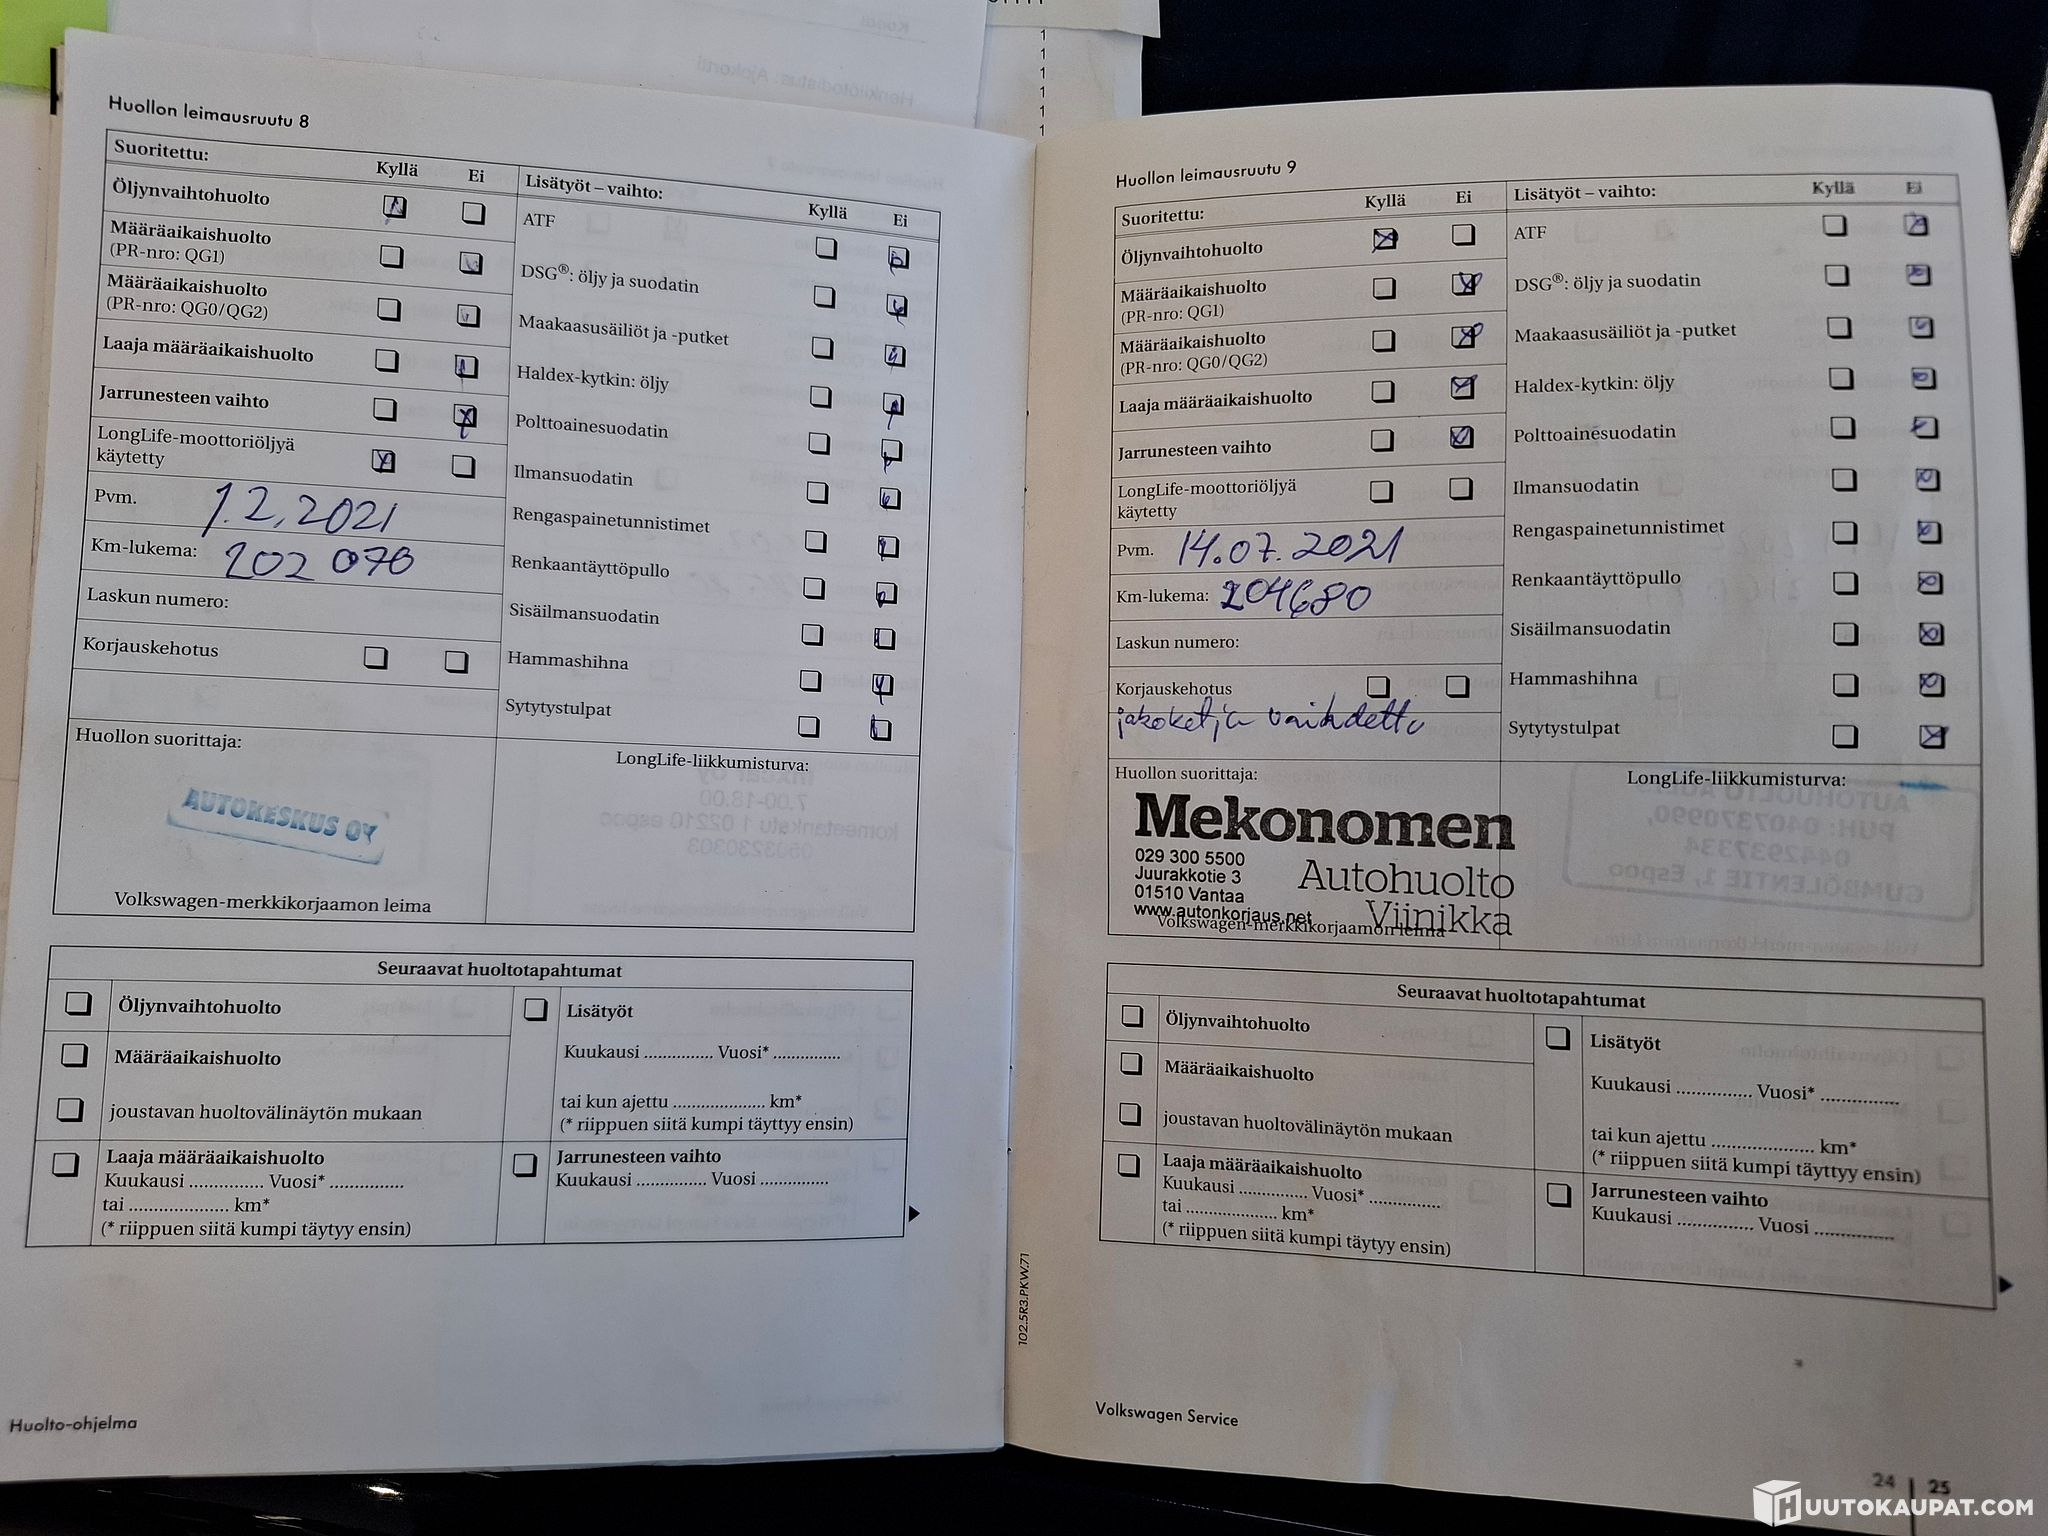 Huollon leimausruutu 8
Suoritettu: Kyllä Ei
Öljynvaihtohuolto
Määräaikaishuolto
(PR-nro: QG1)
Määräaikaishuolto
(PR-nro: QG0/QG2)
Laaja määräaikaishuolto
Jarrunesteen vaihto
LongLife-moottoriöljyä
käytetty
Pvm. 1.2.2021
Km-lukema: 202 070
Laskun numero:
Korjauskehotus
Lisätyöt – vaihto: Kyllä Ei
ATF
DSG®: öljy ja suodatin
Maakaasusäiliöt ja -putket
Haldex-kytkin: öljy
Polttoainesuodatin
Ilmansuodatin
Rengaspainetunnistimet
Renkaantäyttöpullo
Sisäilmansuodatin
Hammashihna
Sytytystulpat
Huollon suorittaja:
AUTOKESKUS OY
Volkswagen-merkkikorjaamon leima
LongLife-liikkumisturva:
Seuraavat huoltotapahtumat
Öljynvaihtohuolto
Määräaikaishuolto
joustavan huoltovälinäytön mukaan
Laaja määräaikaishuolto
Kuukausi .............. Vuosi* ..............
tai .................... km*
(* riippuen siitä kumpi täytyy ensin)
Lisätyöt
Kuukausi .............. Vuosi* ..............
tai kun ajettu .................... km*
(* riippuen siitä kumpi täyttyy ensin)
Jarrunesteen vaihto
Kuukausi .............. Vuosi ..............
Huolto-ohjelma
102.5R3.PKW.71
Huollon leimausruutu 9
Suoritettu: Kyllä Ei
Öljynvaihtohuolto
Määräaikaishuolto
(PR-nro: QG1)
Määräaikaishuolto
(PR-nro: QG0/QG2)
Laaja määräaikaishuolto
Jarrunesteen vaihto
LongLife-moottoriöljyä
käytetty
Pvm. 14.07.2021
Km-lukema: 204680
Laskun numero:
Korjauskehotus
jakoketju vaihdettu
Lisätyöt – vaihto: Kyllä Ei
ATF
DSG®: öljy ja suodatin
Maakaasusäiliöt ja -putket
Haldex-kytkin: öljy
Polttoainesuodatin
Ilmansuodatin
Rengaspainetunnistimet
Renkaantäyttöpullo
Sisäilmansuodatin
Hammashihna
Sytytystulpat
Huollon suorittaja:
Mekonomen
029 300 5500
Juurakkotie 3
01510 Vantaa
www.autonkorjaus.net
Autohuolto
Viinikka
Volkswagen-merkkikorjaamon leima
LongLife-liikkumisturva:
Seuraavat huoltotapahtumat
Öljynvaihtohuolto
Määräaikaishuolto
joustavan huoltovälinäytön mukaan
Laaja määräaikaishuolto
Kuukausi .............. Vuosi* ..............
tai .................... km*
(* riippuen siitä kumpi täytyy ensin)
Lisätyöt
Kuukausi .............. Vuosi* ..............
tai kun ajettu .................... km*
(* riippuen siitä kumpi täyttyy ensin)
Jarrunesteen vaihto
Kuukausi .............. Vuosi ..............
Volkswagen Service
24 | 25
HUUTOKAUPAT.COM